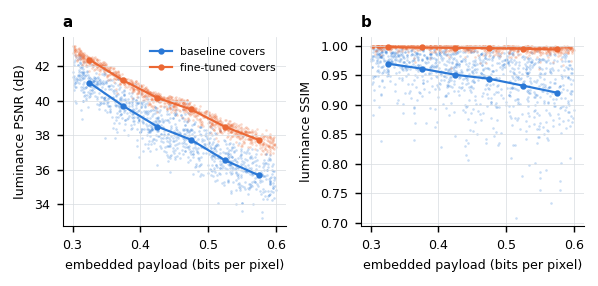 a
luminance PSNR (dB)
42
40
38
36
34
0.3
0.4
0.5
0.6
embedded payload (bits per pixel)
baseline covers
fine-tuned covers
b
luminance SSIM
1.00
0.95
0.90
0.85
0.80
0.75
0.70
0.3
0.4
0.5
0.6
embedded payload (bits per pixel)